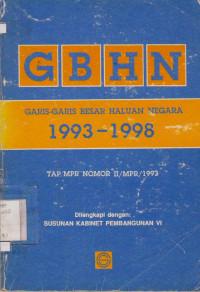 GBHN
GARIS-GARIS BESAR HALUAN NEGARA
1993-1998
TAP MPR NOMOR II/MPR/1993
Dilengkapi dengan:
SUSUNAN KABINET PEMBANGUNAN VI